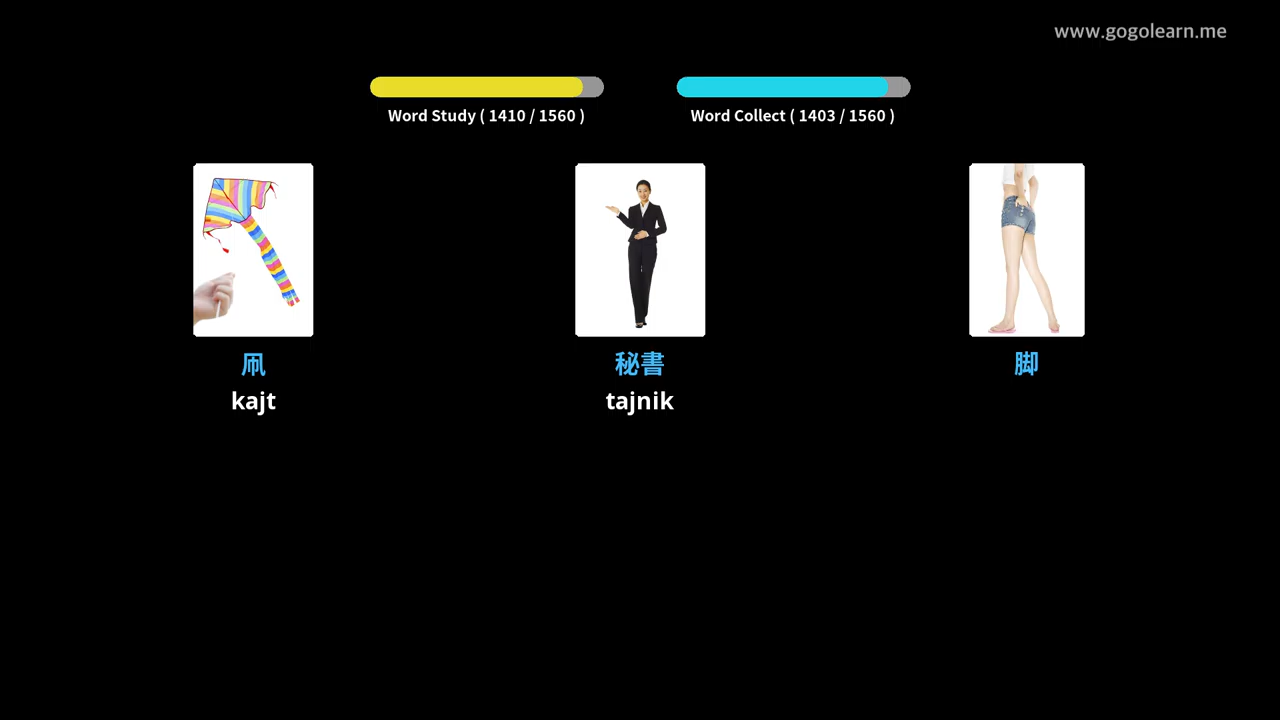 www.gogolearn.me
Word Study ( 1410 / 1560 )
Word Collect ( 1403 / 1560 )
凧
kajt
秘書
tajnik
脚